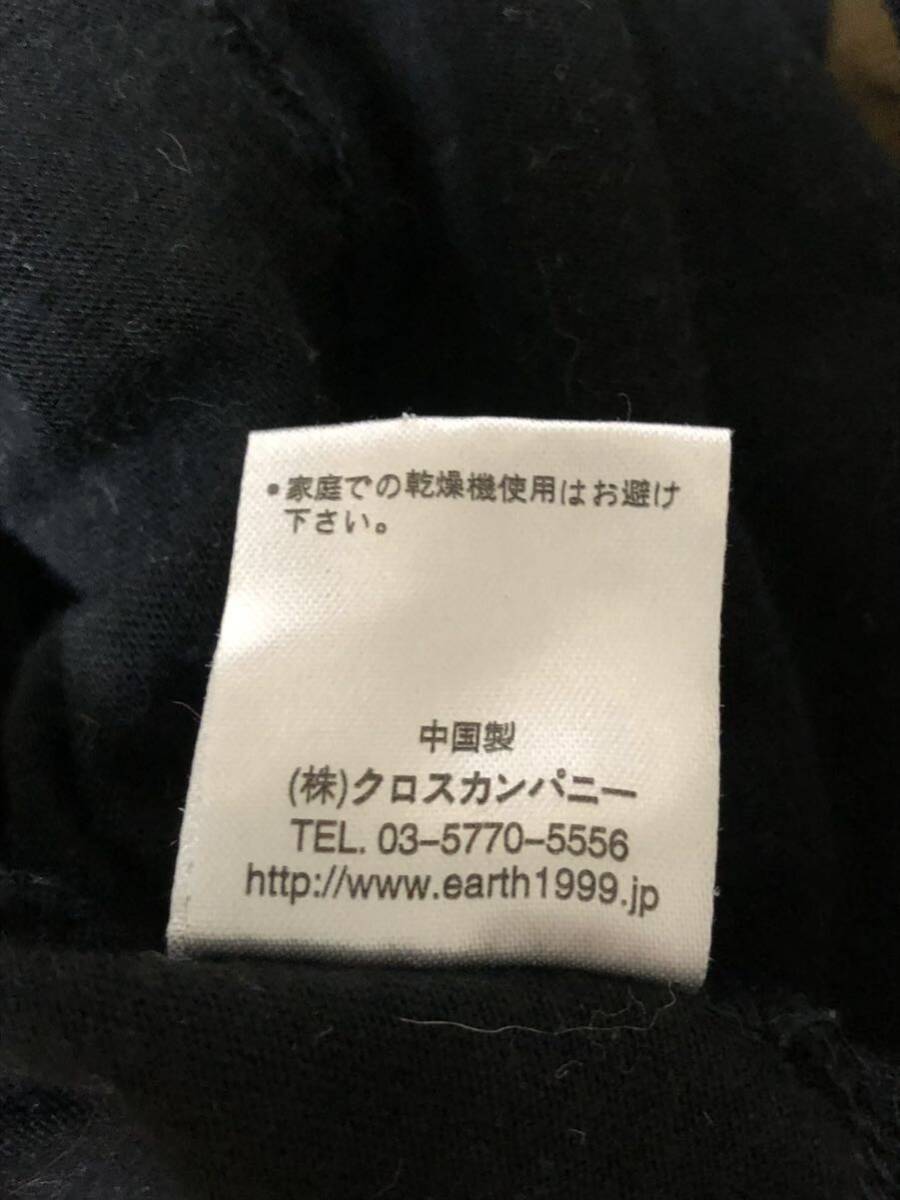 •家庭での乾燥機使用はお避け
下さい。
中国製
(株)クロスカンパニー
TEL. 03-5770-5556
http://www.earth1999.jp